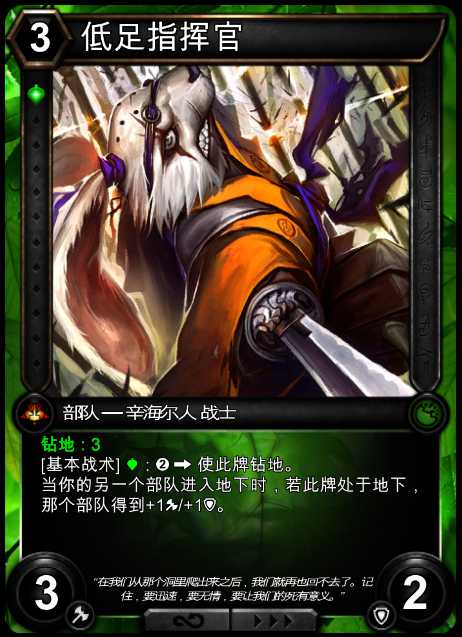 3 低足指挥官
部队 — 辛海尔人 战士
钻地:3
[基本战术] : ❷ ➡ 使此牌钻地。
当你的另一个部队进入地下时,若此牌处于地下,
那个部队得到+1/+1。
“在我们从那个洞里爬出来之后,我们就再也回不去了。记
住,要迅速,要无情,要让我们的死有意义。”
3 2